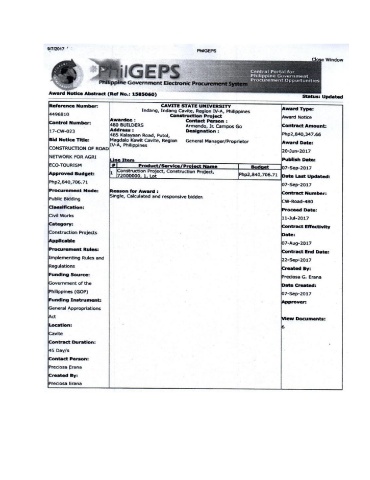 9/7/2017
PhilGEPS
Close Window
PhilGEPS
Philippine Government Electronic Procurement System
Central Portal for
Philippine Government
Procurement Opportunities
Award Notice Abstract (Ref No.: 1585060)
Status: Updated
Reference Number:
4496810
Control Number:
17-CW-023
Bid Notice Title:
CONSTRUCTION OF ROAD
NETWORK FOR AGRI
ECO-TOURISM
Approved Budget:
Php2,840,706.71
Procurement Mode:
Public Bidding
Classification:
Civil Works
Category:
Construction Projects
Applicable
Procurement Rules:
Implementing Rules and
Regulations
Funding Source:
Government of the
Philippines (GOP)
Funding Instrument:
General Appropriations
Act
Location:
Cavite
Contract Duration:
45 Day/s
Contact Person:
Preciosa Erana
Created By:
Preciosa Erana
CAVITE STATE UNIVERSITY
Indang, Indang Cavite, Region IV-A, Philippines
Construction Project
Awardee :
480 BUILDERS
Address :
465 Kalayaan Road, Putol,
Magdalo Kawit Cavite, Region
IV-A, Philippines
Contact Person :
Armando, Jr. Campos Go
Designation :
General Manager/Proprietor
Line Item
# Product/Service/Project Name Budget
1 Construction Project, Construction Project,
72000000, 1, Lot Php2,840,706.71
Reason for Award :
Single, Calculated and responsive bidder.
Award Type:
Award Notice
Contract Amount:
Php2,840,347.66
Award Date:
20-Jun-2017
Publish Date:
07-Sep-2017
Date Last Updated:
07-Sep-2017
Contract Number:
CW-Road-480
Proceed Date:
11-Jul-2017
Contract Effectivity
Date:
07-Aug-2017
Contract End Date:
22-Sep-2017
Created By:
Preciosa G. Erana
Date Created:
07-Sep-2017
Approver:
View Documents:
6